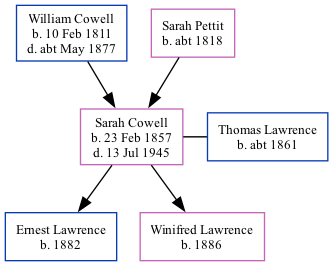 William Cowell
b. 10 Feb 1811
d. abt May 1877
Sarah Pettit
b. abt 1818
Sarah Cowell
b. 23 Feb 1857
d. 13 Jul 1945
Thomas Lawrence
b. abt 1861
Ernest Lawrence
b. 1882
Winifred Lawrence
b. 1886